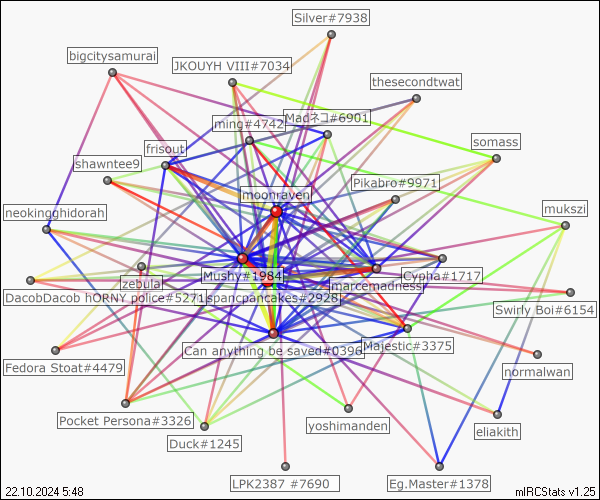 Silver#7938
bigcitysamurai
JKOUYH VIII#7034
thesecondtwat
Madネコ#6901
ming#4742
somass
frisout
shawntee9
Pikabro#9971
moonraven
neokingghidorah
mukszi
Mushy#1984
Cypha#1717
zebula
marcemadness
DacobDacob hORNY police#5271
spancpancakes#2928
Swirly Boi#6154
Can anything be saved#0396
Majestic#3375
Fedora Stoat#4479
normalwan
Pocket Persona#3326
yoshimanden
eliakith
Duck#1245
LPK2387 #7690
Eg.Master#1378
22.10.2024 5:48
mIRCStats v1.25